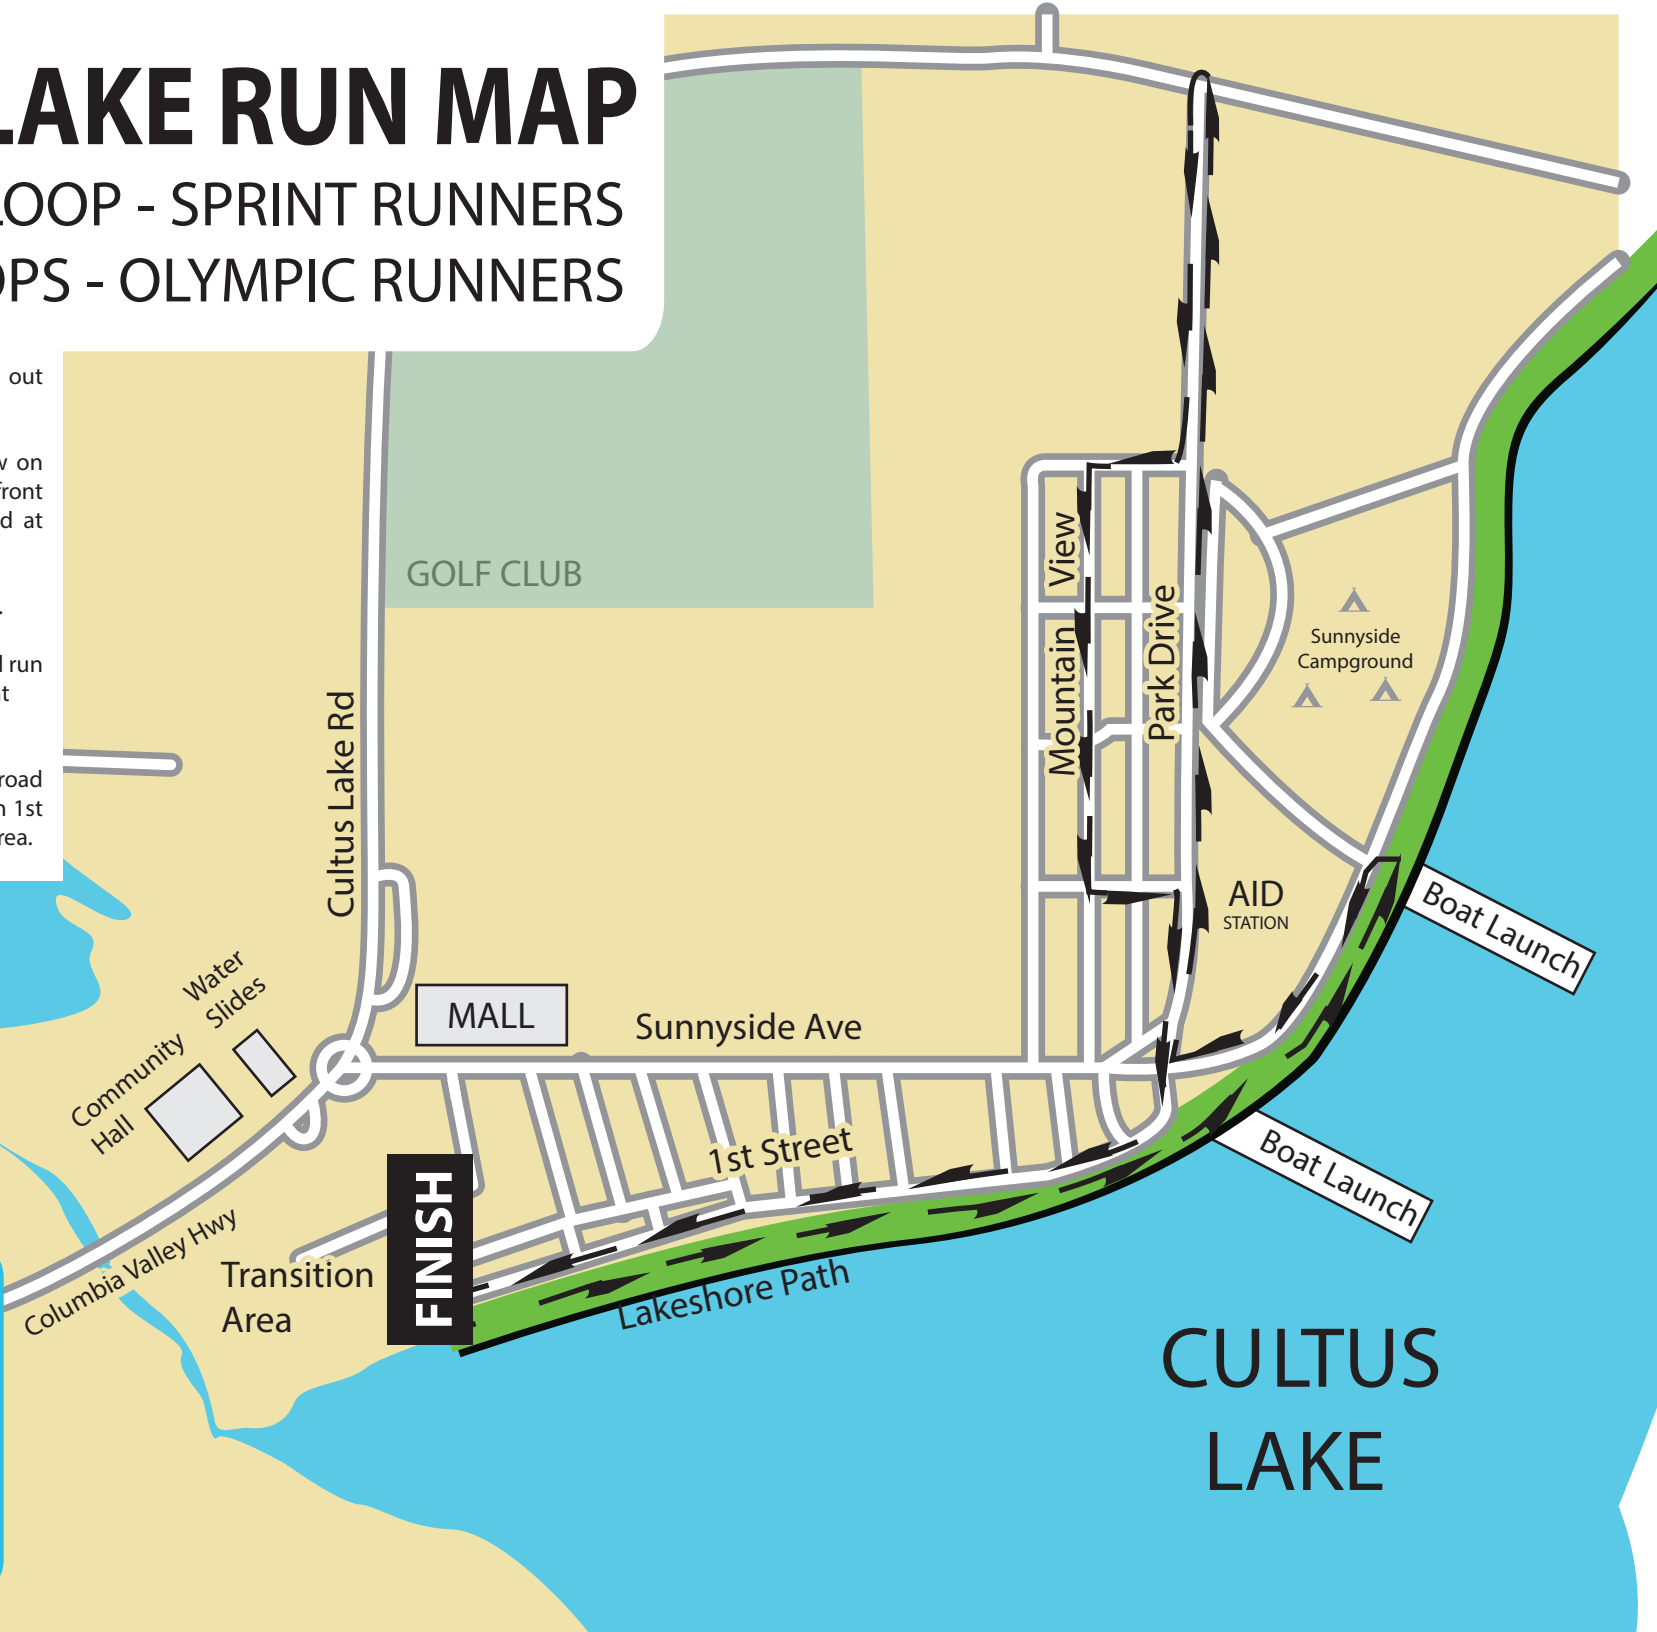 LAKE RUN MAP
LOOP - SPRINT RUNNERS
OPS - OLYMPIC RUNNERS
out
on
front
d at
run
road
1st
rea.
GOLF CLUB
Mountain View
Park Drive
Sunnyside
Campground
Cultus Lake Rd
AID
STATION
Boat Launch
Water
Slides
MALL
Sunnyside Ave
Community
Hall
1st Street
Boat Launch
FINISH
Columbia Valley Hwy
Transition
Area
Lakeshore Path
CULTUS
LAKE